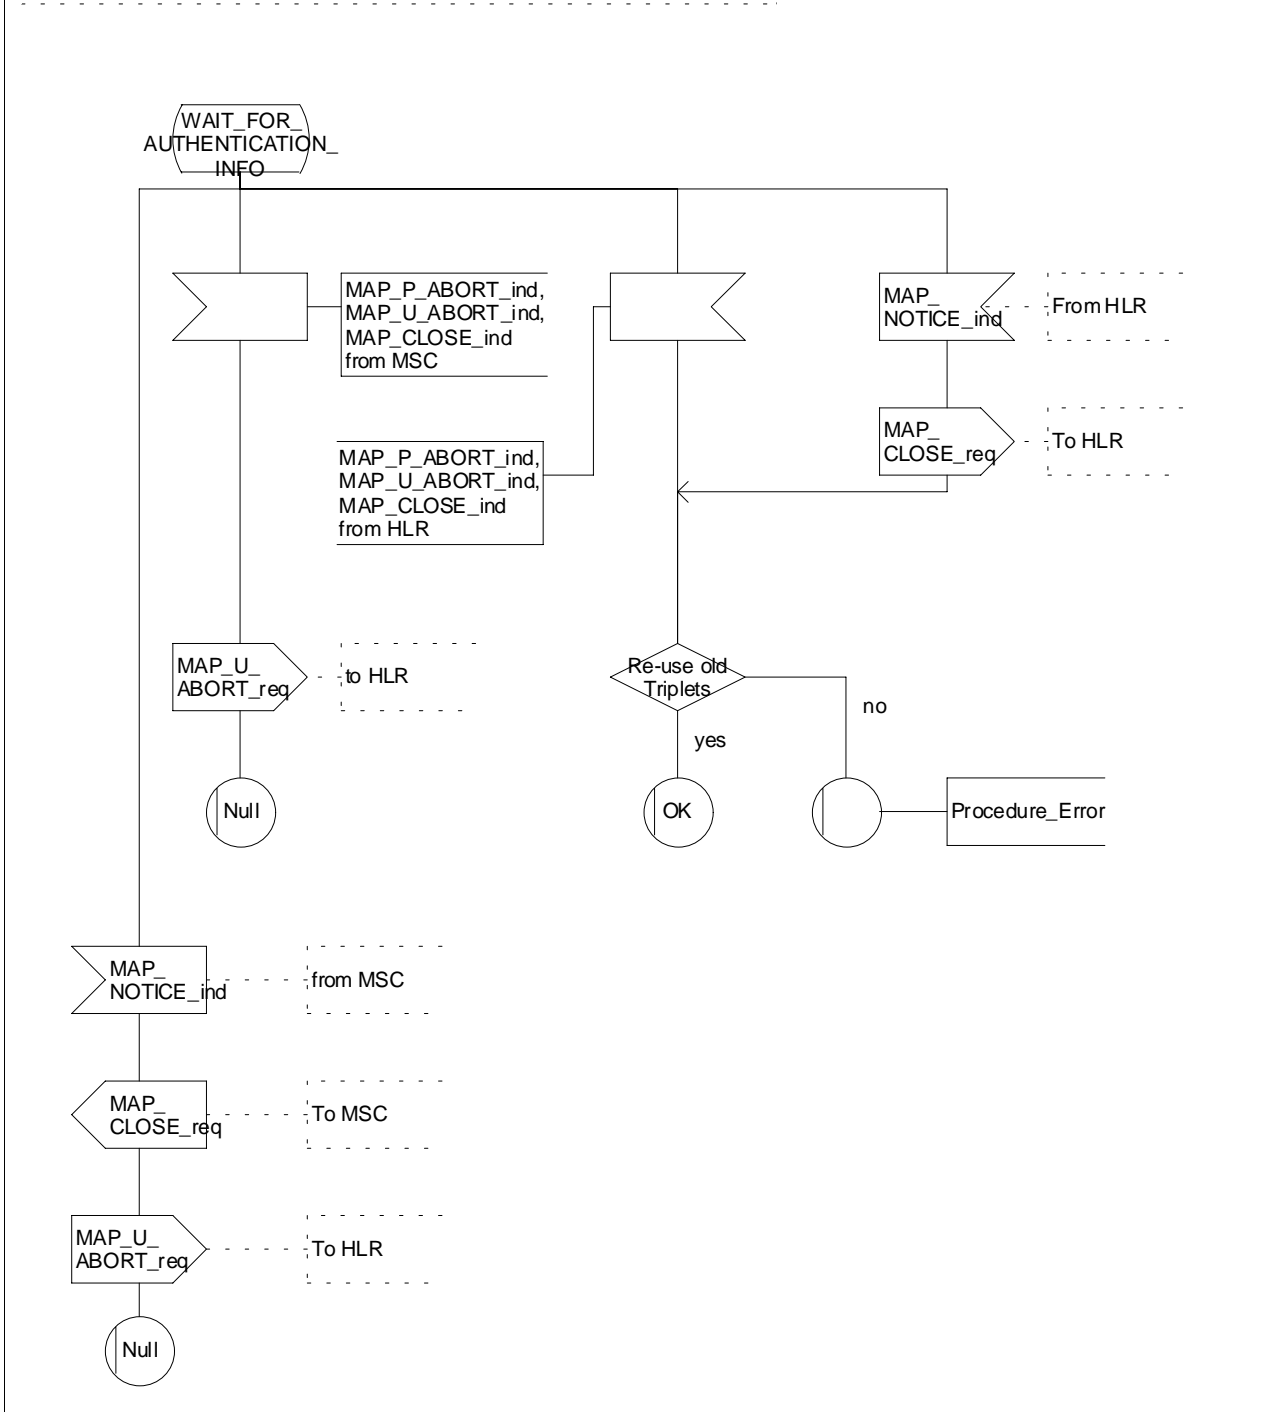 WAIT_FOR_
AUTHENTICATION_
INFO
MAP_P_ABORT_ind,
MAP_U_ABORT_ind,
MAP_CLOSE_ind
from MSC
MAP_
NOTICE_ind
From HLR
MAP_
CLOSE_req
To HLR
MAP_P_ABORT_ind,
MAP_U_ABORT_ind,
MAP_CLOSE_ind
from HLR
MAP_U_
ABORT_req
to HLR
Re-use old
Triplets
no
yes
Null
OK
Procedure_Error
MAP_
NOTICE_ind
from MSC
MAP_
CLOSE_req
To MSC
MAP_U_
ABORT_req
To HLR
Null